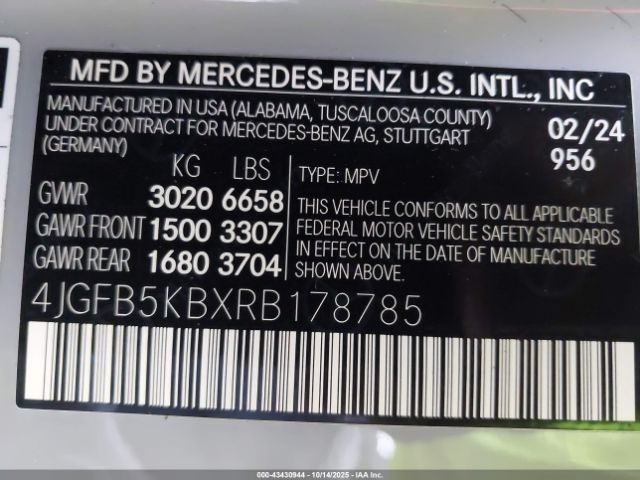 MFD BY MERCEDES-BENZ U.S. INTL., INC
MANUFACTURED IN USA (ALABAMA, TUSCALOOSA COUNTY)
UNDER CONTRACT FOR MERCEDES-BENZ AG, STUTTGART
(GERMANY)
02/24
956
KG LBS
GVWR 3020 6658
GAWR FRONT 1500 3307
GAWR REAR 1680 3704
TYPE: MPV
THIS VEHICLE CONFORMS TO ALL APPLICABLE
FEDERAL MOTOR VEHICLE SAFETY STANDARDS
IN EFFECT ON THE DATE OF MANUFACTURE
SHOWN ABOVE.
4JGFB5KBXRB178785
000-43430944 | 10/14/2025 | IAA Inc.